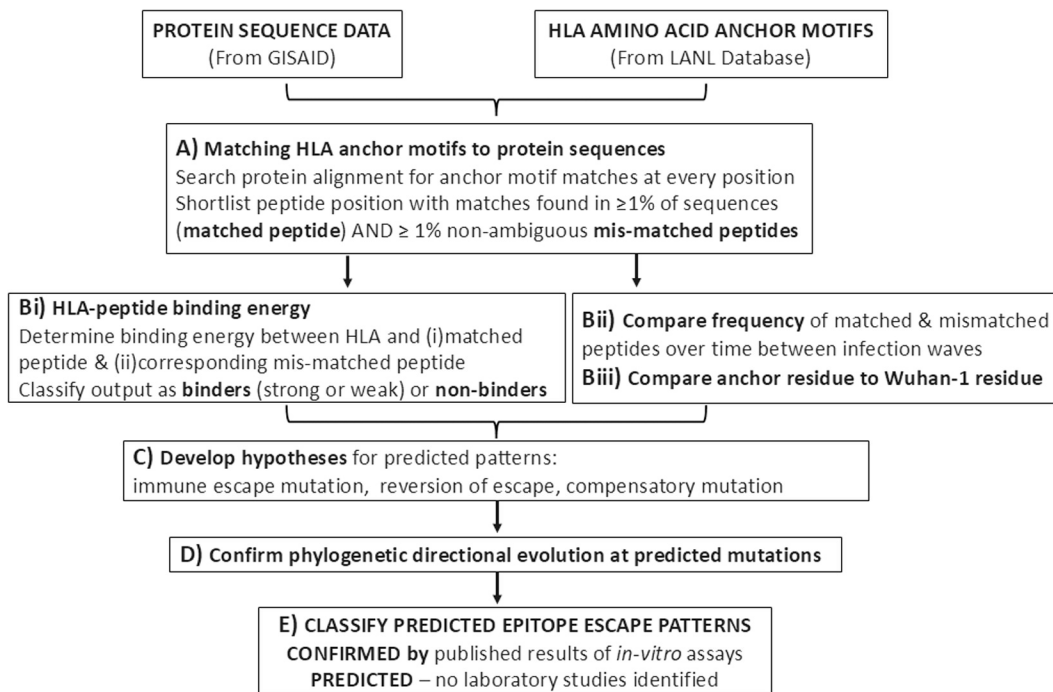 PROTEIN SEQUENCE DATA
(From GISAID)
HLA AMINO ACID ANCHOR MOTIFS
(From LANL Database)
A) Matching HLA anchor motifs to protein sequences
Search protein alignment for anchor motif matches at every position
Shortlist peptide position with matches found in ≥1% of sequences
(matched peptide) AND ≥ 1% non-ambiguous mis-matched peptides
Bi) HLA-peptide binding energy
Determine binding energy between HLA and (i)matched
peptide & (ii)corresponding mis-matched peptide
Classify output as binders (strong or weak) or non-binders
Bii) Compare frequency of matched & mismatched
peptides over time between infection waves
Biii) Compare anchor residue to Wuhan-1 residue
C) Develop hypotheses for predicted patterns:
immune escape mutation, reversion of escape, compensatory mutation
D) Confirm phylogenetic directional evolution at predicted mutations
E) CLASSIFY PREDICTED EPITOPE ESCAPE PATTERNS
CONFIRMED by published results of in-vitro assays
PREDICTED – no laboratory studies identified